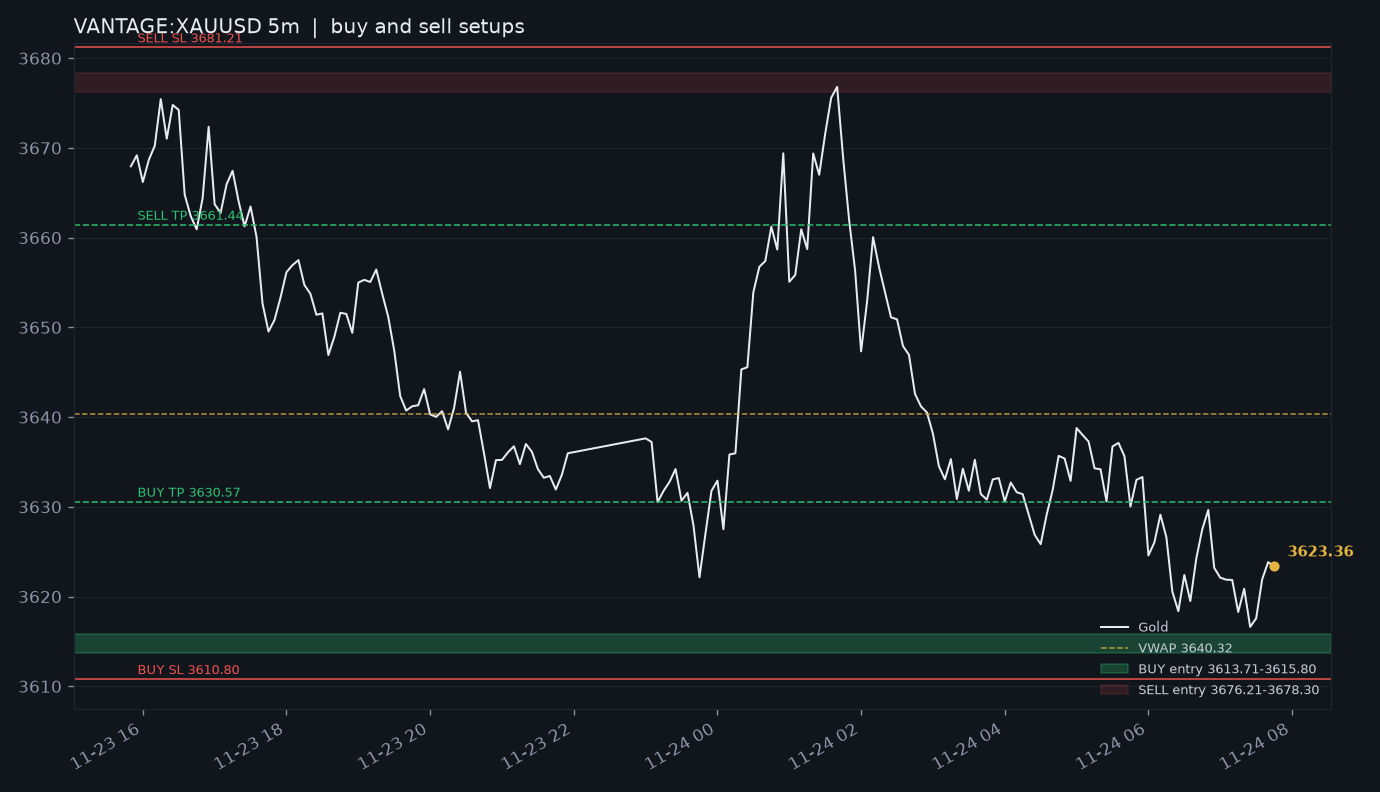 VANTAGE:XAUUSD 5m | buy and sell setups
SELL SL 3681.21
3680
3670
SELL TP 3661.44
3660
3650
3640
BUY TP 3630.57
3630
3623.36
3620
Gold
VWAP 3640.32
BUY SL 3610.80
BUY entry 3613.71-3615.80
3610
SELL entry 3676.21-3678.30
11-23 16
11-23 18
11-23 20
11-23 22
11-24 00
11-24 02
11-24 04
11-24 06
11-24 08